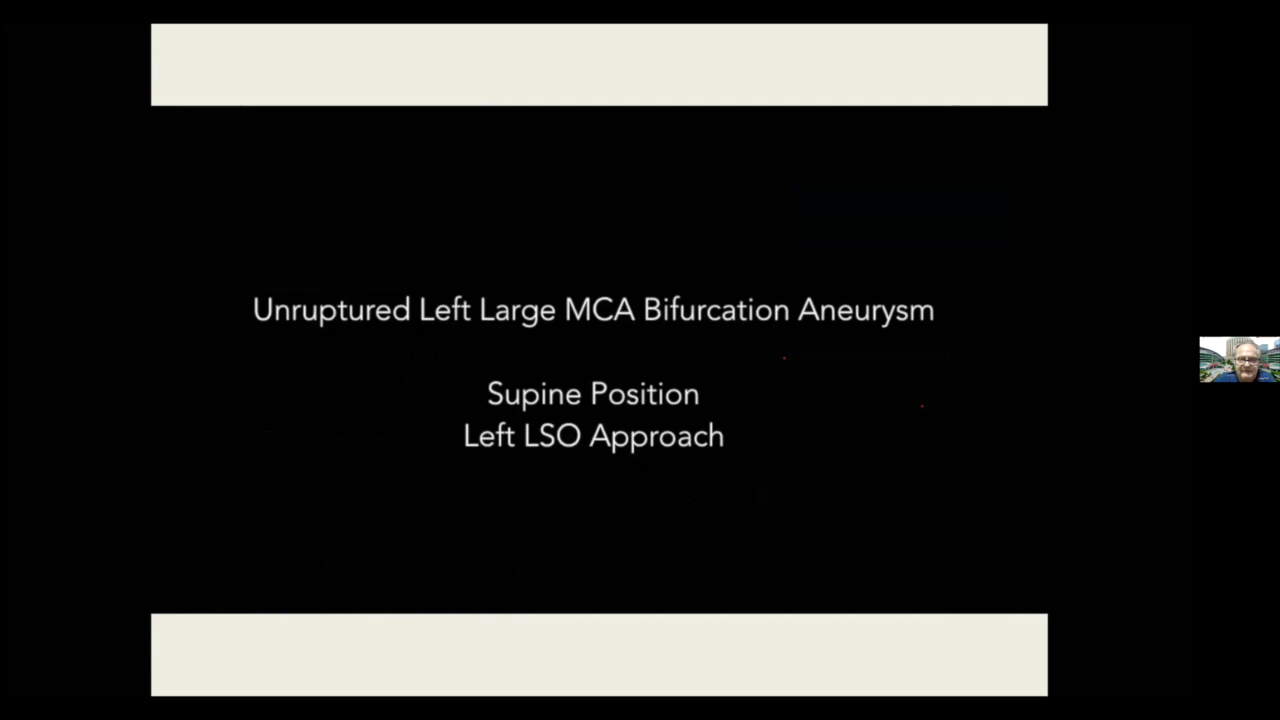 Unruptured Left Large MCA Bifurcation Aneurysm
Supine Position
Left LSO Approach